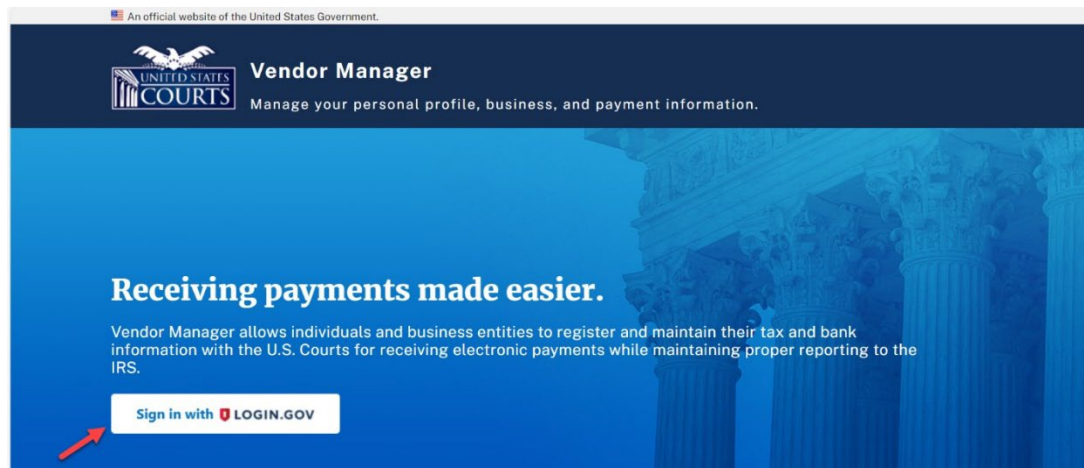 An official website of the United States Government.
UNITED STATES
COURTS
Vendor Manager
Manage your personal profile, business, and payment information.
Receiving payments made easier.
Vendor Manager allows individuals and business entities to register and maintain their tax and bank
information with the U.S. Courts for receiving electronic payments while maintaining proper reporting to the
IRS.
Sign in with LOGIN.GOV